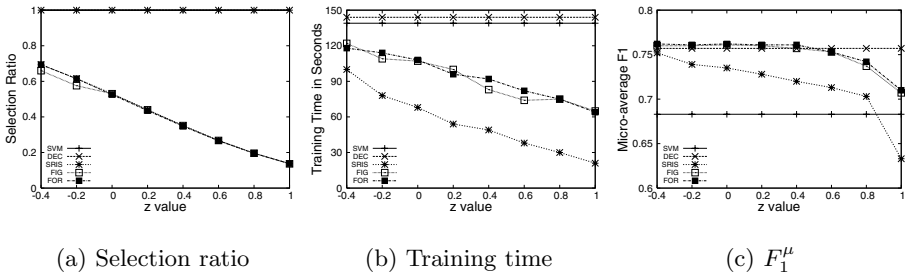 1
0.8
0.6
0.4
0.2
0
Selection Ratio
SVM
DEC
SRIS
FIG
FOR
-0.4 -0.2 0 0.2 0.4 0.6 0.8 1
z value
(a) Selection ratio
150
120
90
60
30
0
Training Time in Seconds
SVM
DEC
SRIS
FIG
FOR
-0.4 -0.2 0 0.2 0.4 0.6 0.8 1
z value
(b) Training time
0.8
0.75
0.7
0.65
0.6
Micro-average F1
SVM
DEC
SRIS
FIG
FOR
-0.4 -0.2 0 0.2 0.4 0.6 0.8 1
z value
(c) F₁^μ